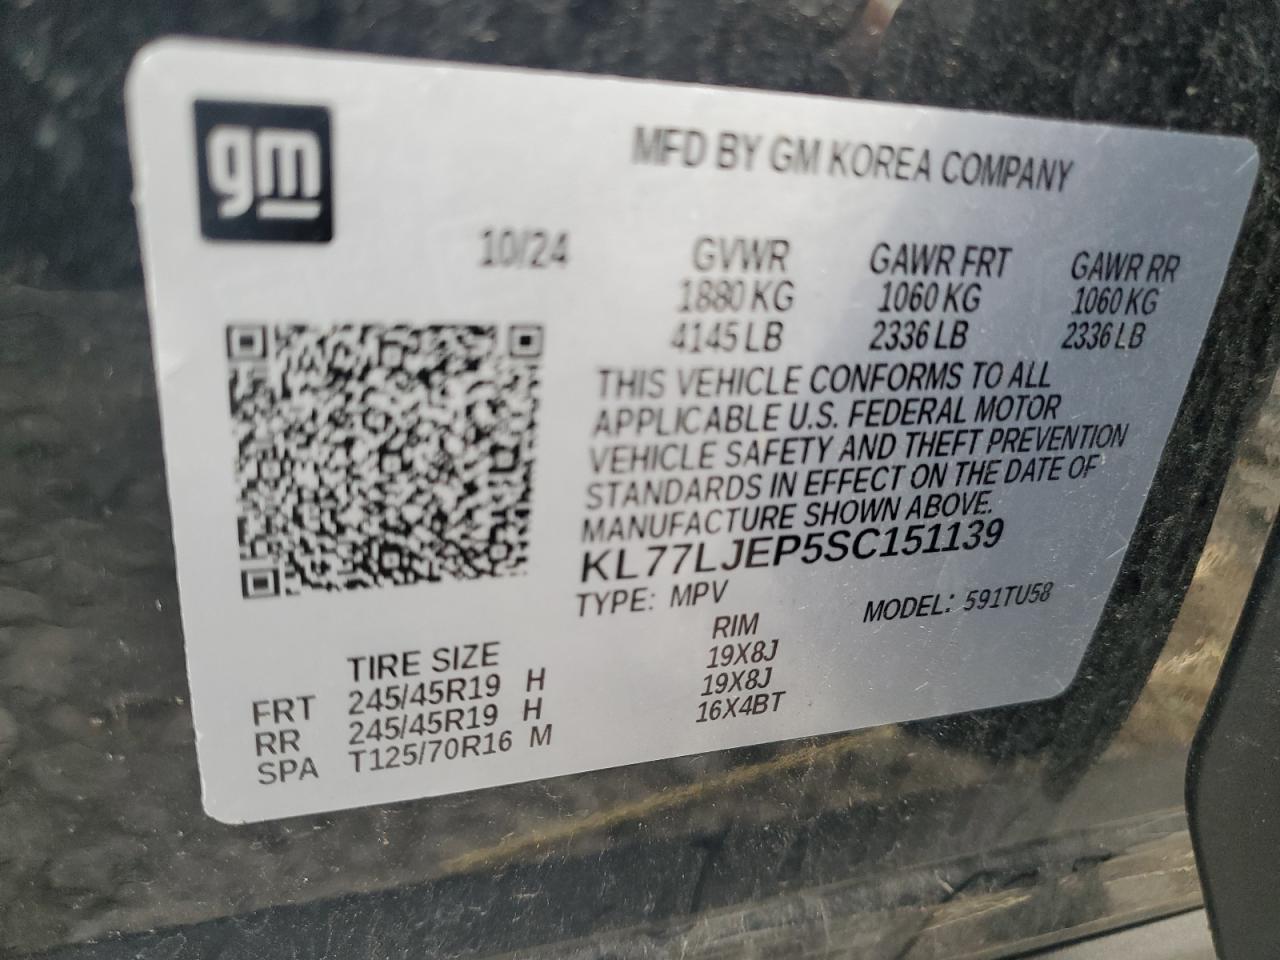 gm
MFD BY GM KOREA COMPANY
10/24 GVWR GAWR FRT GAWR RR
1880 KG 1060 KG 1060 KG
4145 LB 2336 LB 2336 LB
THIS VEHICLE CONFORMS TO ALL
APPLICABLE U.S. FEDERAL MOTOR
VEHICLE SAFETY AND THEFT PREVENTION
STANDARDS IN EFFECT ON THE DATE OF
MANUFACTURE SHOWN ABOVE.
KL77LJEP5SC151139
TYPE: MPV MODEL: 591TU58
TIRE SIZE RIM
FRT 245/45R19 H 19X8J
RR 245/45R19 H 19X8J
SPA T125/70R16 M 16X4BT